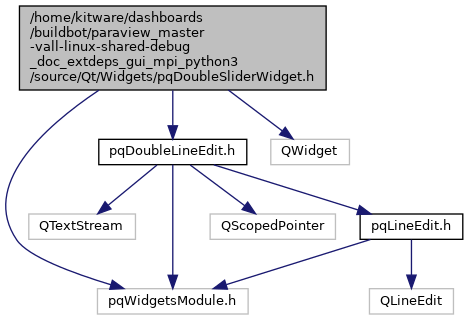 /home/kitware/dashboards
/buildbot/paraview_master
-vall-linux-shared-debug
_doc_extdeps_gui_mpi_python3
/source/Qt/Widgets/pqDoubleSliderWidget.h
pqDoubleLineEdit.h
QWidget
QTextStream
QScopedPointer
pqLineEdit.h
pqWidgetsModule.h
QLineEdit